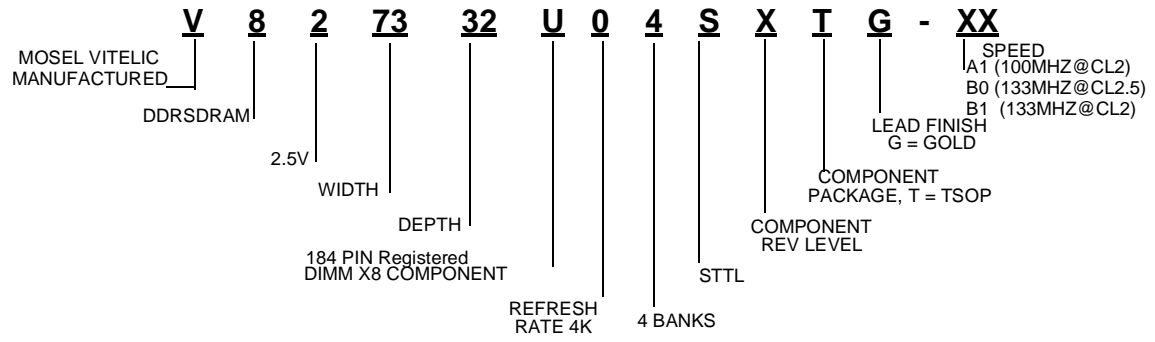 V 8 2 73 32 U 0 4 S X T G - XX
MOSEL VITELIC
MANUFACTURED
DDRSDRAM
2.5V
WIDTH
DEPTH
184 PIN Registered
DIMM X8 COMPONENT
REFRESH
RATE 4K
4 BANKS
STTL
COMPONENT
REV LEVEL
COMPONENT
PACKAGE, T = TSOP
LEAD FINISH
G = GOLD
SPEED
A1 (100MHZ@CL2)
B0 (133MHZ@CL2.5)
B1 (133MHZ@CL2)